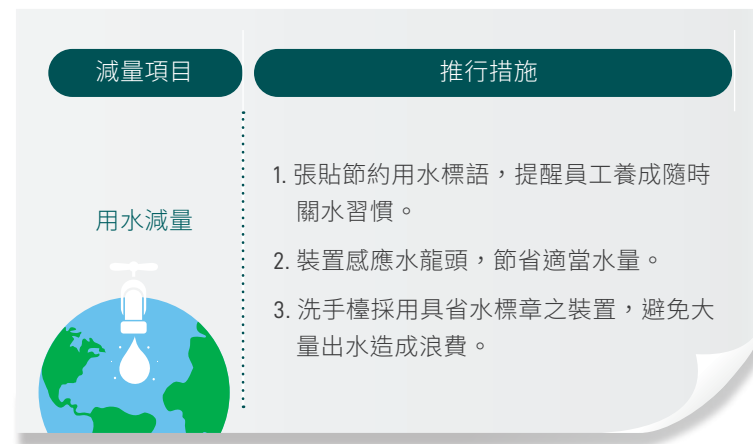 減量項目
推行措施
用水減量
1. 張貼節約用水標語，提醒員工養成隨時
關水習慣。
2. 裝置感應水龍頭，節省適當水量。
3. 洗手檯採用具省水標章之裝置，避免大
量出水造成浪費。